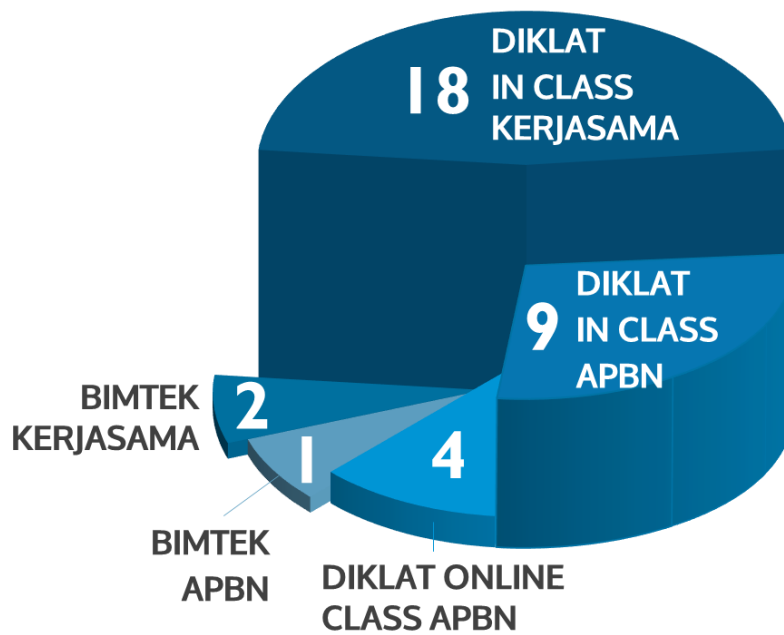 18
DIKLAT
IN CLASS
KERJASAMA
9
DIKLAT
IN CLASS
APBN
BIMTEK
KERJASAMA
2
1
4
BIMTEK
APBN
DIKLAT ONLINE
CLASS APBN